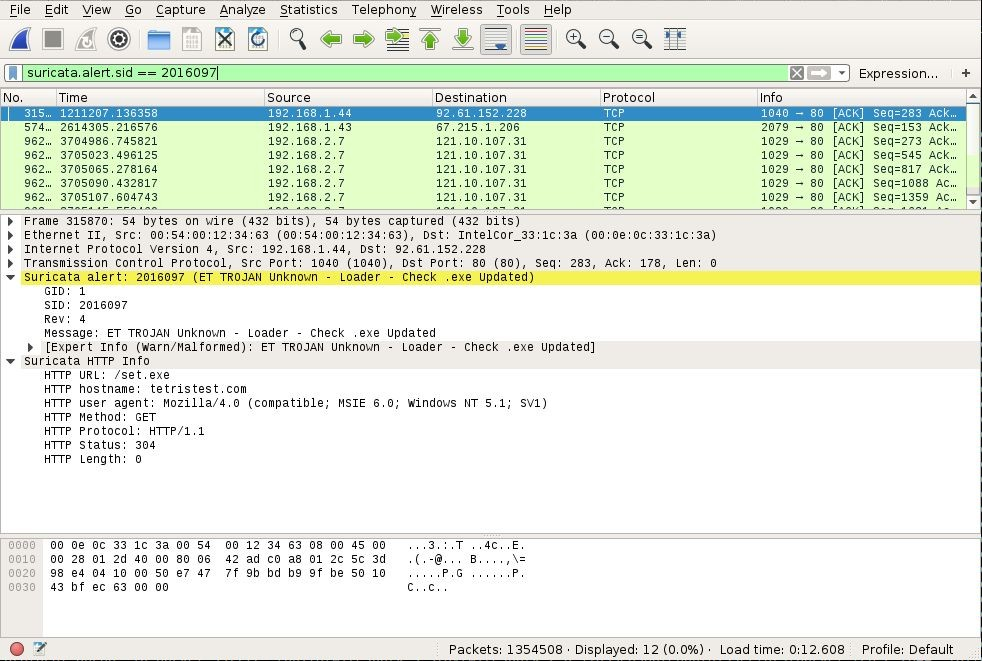 File Edit View Go Capture Analyze Statistics Telephony Wireless Tools Help
suricata.alert.sid == 2016097 Expression... +
No. Time Source Destination Protocol Info
315… 1211207.136358 192.168.1.44 92.61.152.228 TCP 1040 → 80 [ACK] Seq=283 Ack…
574… 2614305.216576 192.168.1.43 67.215.1.206 TCP 2079 → 80 [ACK] Seq=153 Ack…
962… 3704986.745821 192.168.2.7 121.10.107.31 TCP 1029 → 80 [ACK] Seq=273 Ack…
962… 3705023.496125 192.168.2.7 121.10.107.31 TCP 1029 → 80 [ACK] Seq=545 Ack…
962… 3705065.278164 192.168.2.7 121.10.107.31 TCP 1029 → 80 [ACK] Seq=817 Ack…
962… 3705090.432817 192.168.2.7 121.10.107.31 TCP 1029 → 80 [ACK] Seq=1088 Ac…
962… 3705107.604743 192.168.2.7 121.10.107.31 TCP 1029 → 80 [ACK] Seq=1359 Ac…
Frame 315870: 54 bytes on wire (432 bits), 54 bytes captured (432 bits)
Ethernet II, Src: 00:54:00:12:34:63 (00:54:00:12:34:63), Dst: IntelCor_33:1c:3a (00:0e:0c:33:1c:3a)
Internet Protocol Version 4, Src: 192.168.1.44, Dst: 92.61.152.228
Transmission Control Protocol, Src Port: 1040 (1040), Dst Port: 80 (80), Seq: 283, Ack: 178, Len: 0
Suricata alert: 2016097 (ET TROJAN Unknown - Loader - Check .exe Updated)
GID: 1
SID: 2016097
Rev: 4
Message: ET TROJAN Unknown - Loader - Check .exe Updated
[Expert Info (Warn/Malformed): ET TROJAN Unknown - Loader - Check .exe Updated]
Suricata HTTP Info
HTTP URL: /set.exe
HTTP hostname: tetristest.com
HTTP user agent: Mozilla/4.0 (compatible; MSIE 6.0; Windows NT 5.1; SV1)
HTTP Method: GET
HTTP Protocol: HTTP/1.1
HTTP Status: 304
HTTP Length: 0
0000 00 0e 0c 33 1c 3a 00 54 00 12 34 63 08 00 45 00 ...3.:.T ..4c..E.
0010 00 28 01 2d 40 00 80 06 42 ad c0 a8 01 2c 5c 3d .(.-@... B....,\=
0020 98 e4 04 10 00 50 e7 47 7f 9b bd b9 9f be 50 10 .....P.G ......P.
0030 43 bf ec 63 00 00 C..c..
Packets: 1354508 · Displayed: 12 (0.0%) · Load time: 0:12.608 Profile: Default